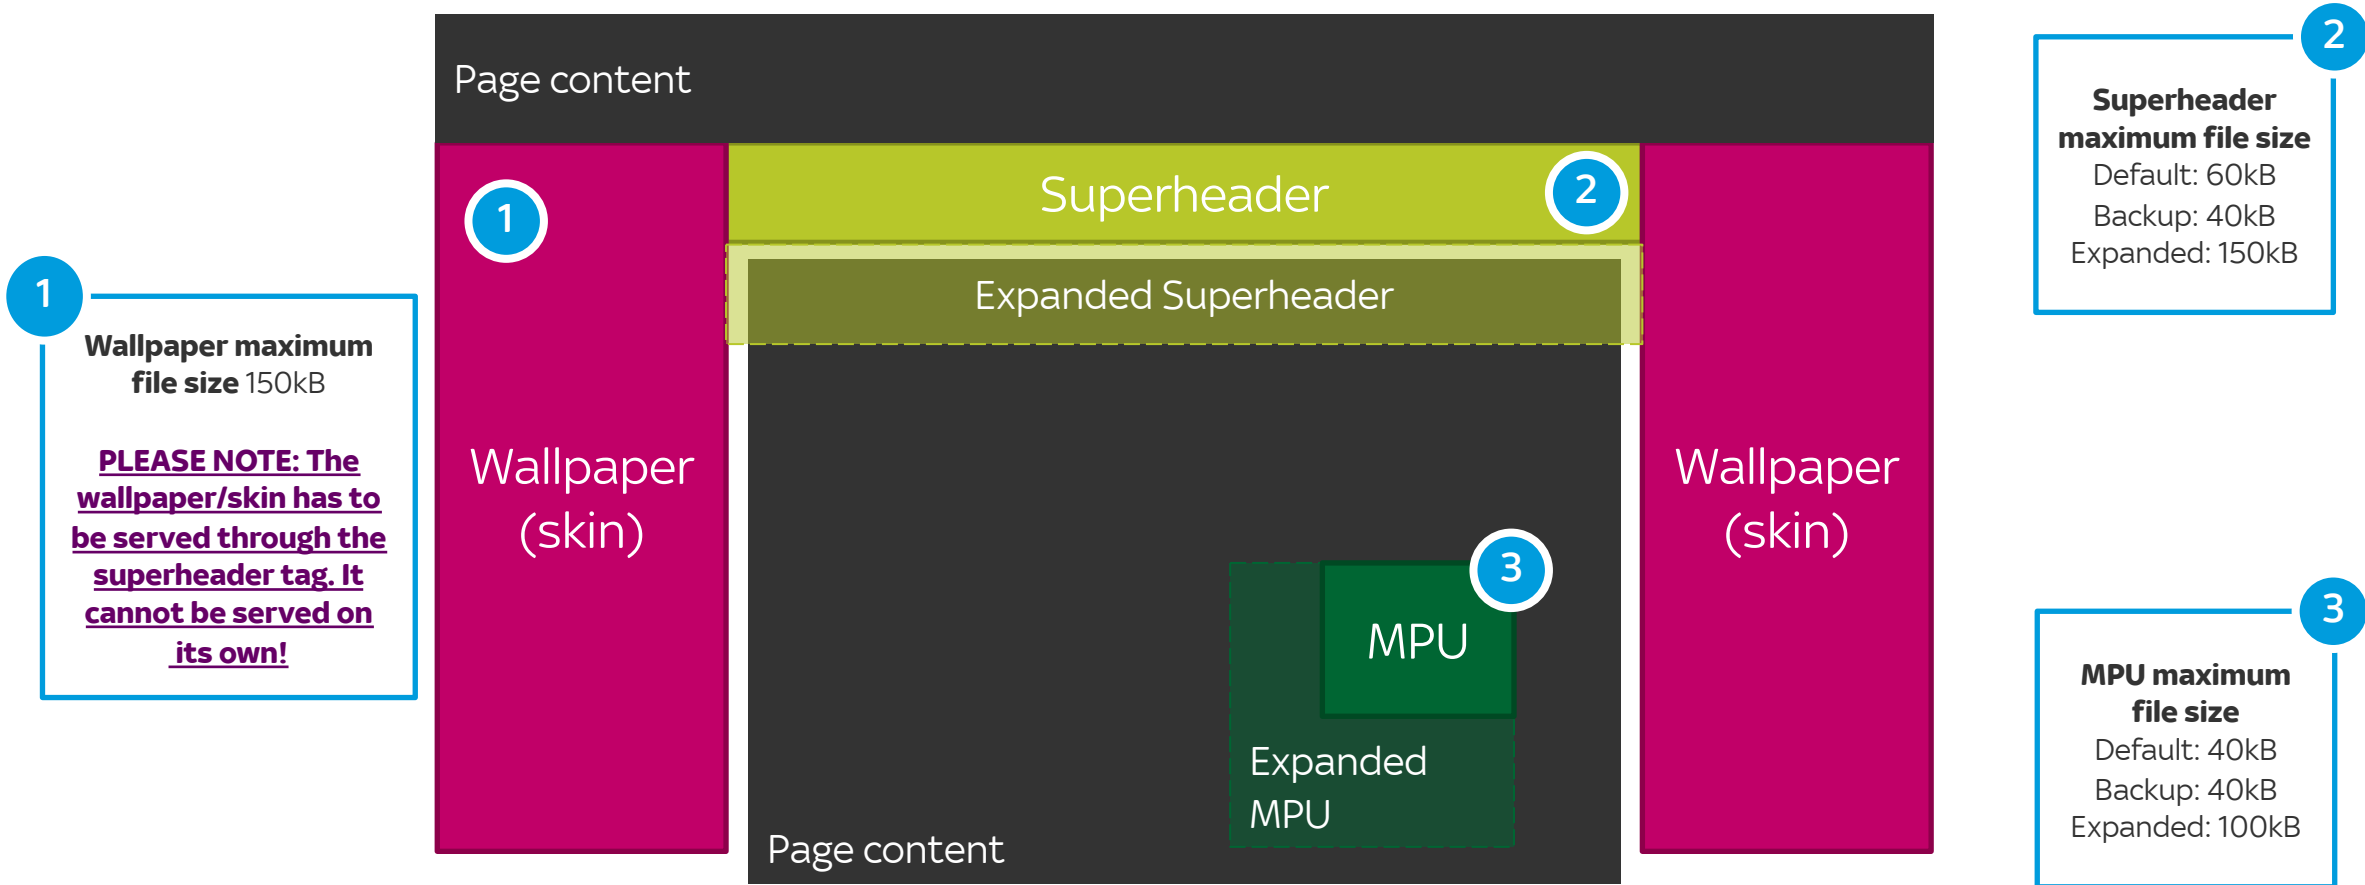 Page content
1
Wallpaper maximum
file size 150kB
PLEASE NOTE: The
wallpaper/skin has to
be served through the
superheader tag. It
cannot be served on
its own!
1
Wallpaper
(skin)
Superheader
2
Expanded Superheader
MPU
3
Expanded
MPU
Page content
Wallpaper
(skin)
2
Superheader
maximum file size
Default: 60kB
Backup: 40kB
Expanded: 150kB
3
MPU maximum
file size
Default: 40kB
Backup: 40kB
Expanded: 100kB